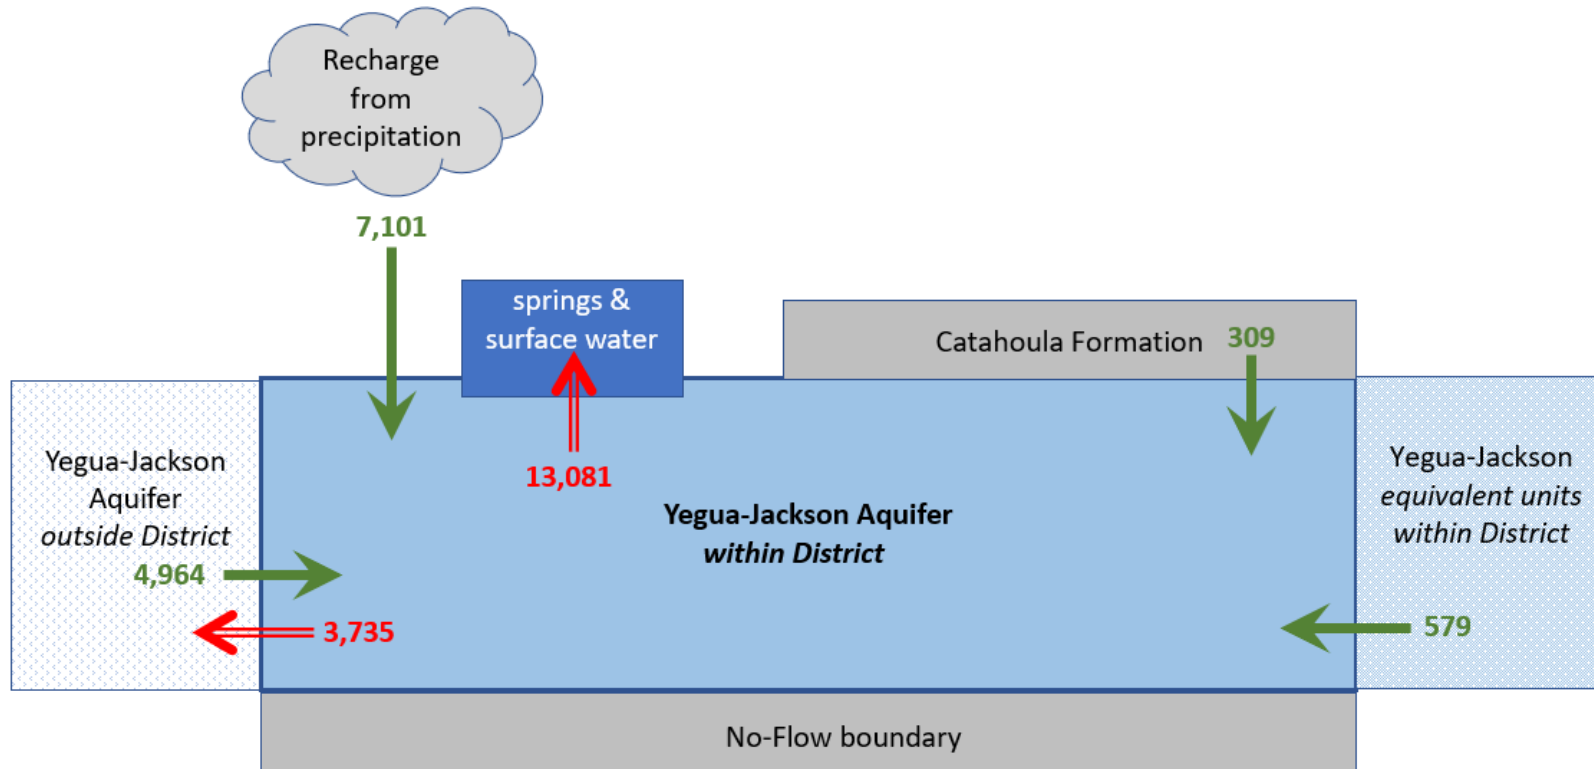 Recharge
from
precipitation
7,101
springs &
surface water
13,081
Catahoula Formation 309
Yegua-Jackson
Aquifer
outside District
4,964
3,735
Yegua-Jackson Aquifer
within District
Yegua-Jackson
equivalent units
within District
579
No-Flow boundary